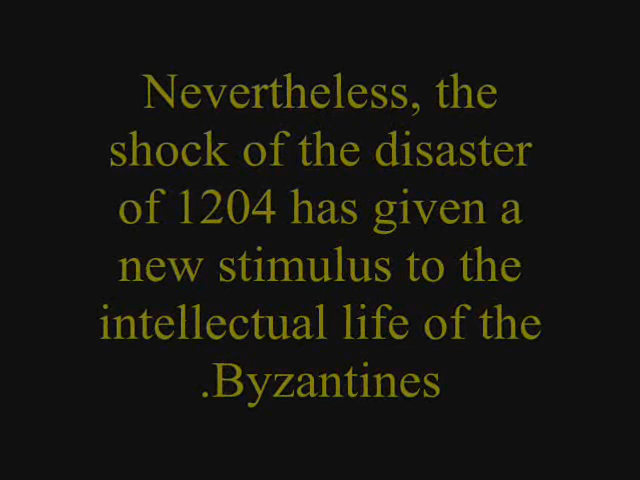 Nevertheless, the
shock of the disaster
of 1204 has given a
new stimulus to the
intellectual life of the
.Byzantines